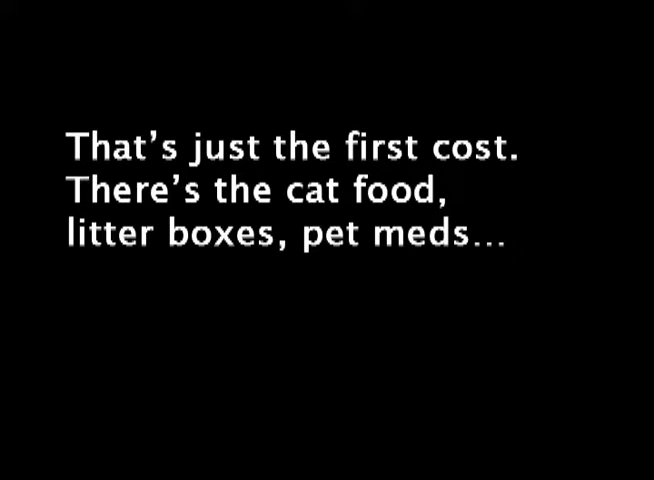 That’s just the first cost.
There’s the cat food,
litter boxes, pet meds...